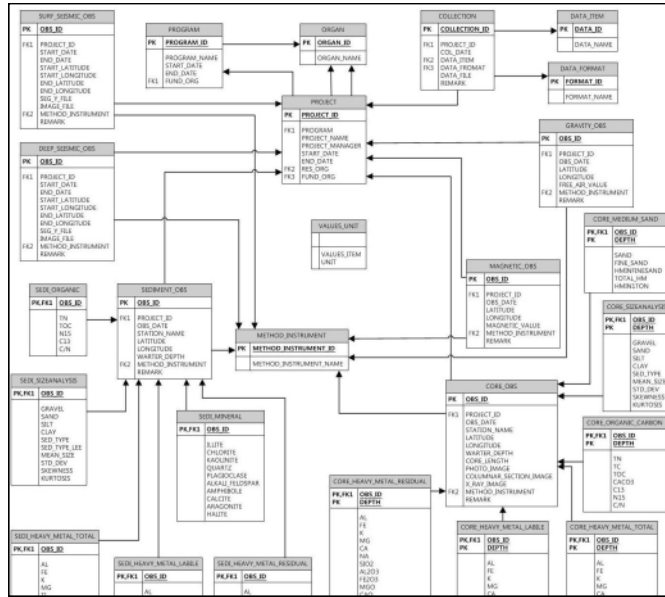 SURF_SEISMIC_OBS
PK OBS_ID
FK1 PROJECT_ID
START_DATE
END_DATE
START_LATITUDE
START_LONGITUDE
END_LATITUDE
END_LONGITUDE
SEG_Y_FILE
IMAGE_FILE
FK2 METHOD_INSTRUMENT
REMARK
PROGRAM
PK PROGRAM_ID
PROGRAM_NAME
START_DATE
END_DATE
FK1 FUND_ORG
ORGAN
PK ORGAN_ID
ORGAN_NAME
COLLECTION
PK COLLECTION_ID
FK1 PROJECT_ID
COL_DATE
FK2 DATA_ITEM
FK3 DATA_FROMAT
DATA_FILE
REMARK
DATA_ITEM
PK DATA_ID
DATA_NAME
DATA_FORMAT
PK FORMAT_ID
FORMAT_NAME
PROJECT
PK PROJECT_ID
FK1 PROGRAM
PROJECT_NAME
PROJECT_MANAGER
START_DATE
END_DATE
FK2 RES_ORG
FK3 FUND_ORG
GRAVITY_OBS
PK OBS_ID
FK1 PROJECT_ID
OBS_DATE
LATITUDE
LONGITUDE
FREE_AIR_VALUE
FK2 METHOD_INSTRUMENT
REMARK
DEEP_SEISMIC_OBS
PK OBS_ID
FK1 PROJECT_ID
START_DATE
END_DATE
START_LATITUDE
START_LONGITUDE
END_LATITUDE
END_LONGITUDE
SEG_Y_FILE
IMAGE_FILE
FK2 METHOD_INSTRUMENT
REMARK
VALUES_UNIT
VALUES_ITEM
UNIT
CORE_MEDIUM_SAND
PK,FK1 OBS_ID
PK DEPTH
SAND
FINE_SAND
HMINFINESAND
TOTAL_HM
HMIN1TON
MAGNETIC_OBS
PK OBS_ID
FK1 PROJECT_ID
OBS_DATE
LATITUDE
LONGITUDE
MAGNETIC_VALUE
FK2 METHOD_INSTRUMENT
REMARK
SEDI_ORGANIC
PK,FK1 OBS_ID
TN
TOC
N15
C13
C/N
SEDIMENT_OBS
PK OBS_ID
FK1 PROJECT_ID
OBS_DATE
STATION_NAME
LATITUDE
LONGITUDE
WARTER_DEPTH
FK2 METHOD_INSTRUMENT
REMARK
METHOD_INSTRUMENT
PK METHOD_INSTRUMENT_ID
METHOD_INSTRUMENT_NAME
CORE_SIZEANALYSIS
PK,FK1 OBS_ID
PK DEPTH
GRAVEL
SAND
SILT
CLAY
SED_TYPE
MEAN_SIZE
STD_DEV
SKEWNESS
KURTOSIS
SEDI_SIZEANALYSIS
PK,FK1 OBS_ID
GRAVEL
SAND
SILT
CLAY
SED_TYPE
SED_TYPE_LEE
MEAN_SIZE
STD_DEV
SKEWNESS
KURTOSIS
SEDI_MINERAL
PK,FK1 OBS_ID
ILLITE
CHLORITE
KAOLINITE
QUARTZ
PLAGIOCLASE
ALKALI_FELDSPAR
AMPHIBOLE
CALCITE
ARAGONITE
HALITE
CORE_OBS
PK OBS_ID
FK1 PROJECT_ID
OBS_DATE
STATION_NAME
LATITUDE
LONGITUDE
WARTER_DEPTH
CORE_LENGTH
PHOTO_IMAGE
COLUMNAR_SECTION_IMAGE
X_RAY_IMAGE
FK2 METHOD_INSTRUMENT
REMARK
CORE_ORGANIC_CARBON
PK,FK1 OBS_ID
PK DEPTH
TN
TC
TOC
CACO3
C13
N15
C/N
CORE_HEAVY_METAL_RESIDUAL
PK,FK1 OBS_ID
PK DEPTH
AL
FE
K
MG
CA
NA
SIO2
AL2O3
FE2O3
MGO
CAO
SEDI_HEAVY_METAL_TOTAL
PK,FK1 OBS_ID
AL
FE
K
MG
SEDI_HEAVY_METAL_LABILE
PK,FK1 OBS_ID
AL
SEDI_HEAVY_METAL_RESIDUAL
PK,FK1 OBS_ID
AL
CORE_HEAVY_METAL_LABILE
PK,FK1 OBS_ID
PK DEPTH
AL
FE
K
MG
CORE_HEAVY_METAL_TOTAL
PK,FK1 OBS_ID
PK DEPTH
AL
FE
K
MG